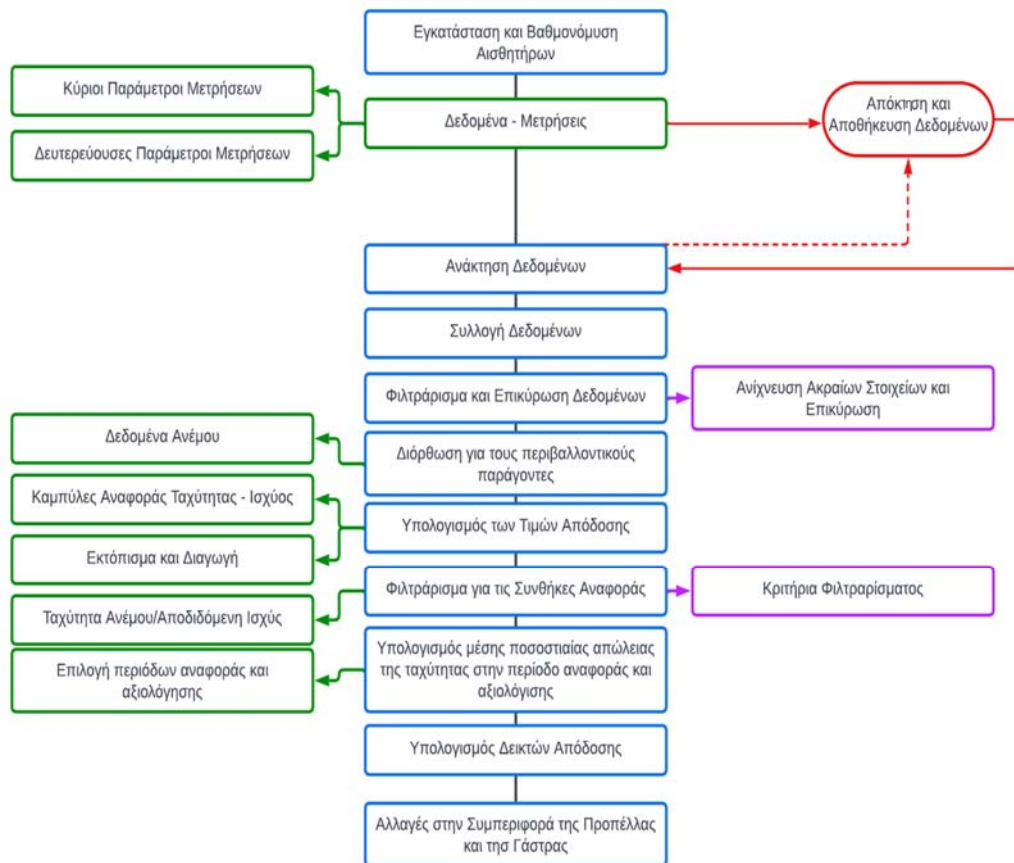 Εγκατάσταση και Βαθμονόμυση
Αισθητήρων
Κύριοι Παράμετροι Μετρήσεων
Δεδομένα - Μετρήσεις
Απόκτηση και
Αποθήκευση Δεδομένων
Δευτερεύουσες Παράμετροι Μετρήσεων
Ανάκτηση Δεδομένων
Συλλογή Δεδομένων
Φιλτράρισμα και Επικύρωση Δεδομένων
Ανίχνευση Ακραίων Στοιχείων και
Επικύρωση
Δεδομένα Ανέμου
Διόρθωση για τους περιβαλλοντικούς
παράγοντες
Καμπύλες Αναφοράς Ταχύτητας - Ισχύος
Υπολογισμός των Τιμών Απόδοσης
Εκτόπισμα και Διαγωγή
Φιλτράρισμα για τις Συνθήκες Αναφοράς
Κριτήρια Φιλτραρίσματος
Ταχύτητα Ανέμου/Αποδιδόμενη Ισχύς
Υπολογισμός μέσης ποσοστιαίας απώλειας
της ταχύτητας στην περίοδο αναφοράς και
αξιολόγισης
Επιλογή περιόδων αναφοράς και
αξιολόγησης
Υπολογισμός Δεικτών Απόδοσης
Αλλαγές στην Συμπεριφορά της Προπέλλας
και τησ Γάστρας